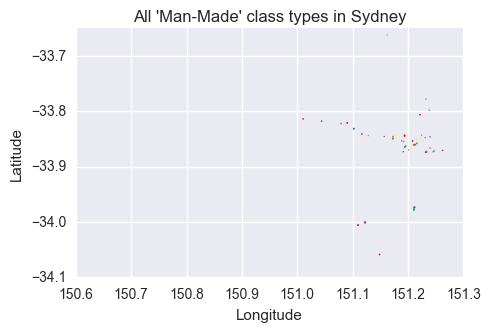 All 'Man-Made' class types in Sydney
−33.7
−33.8
−33.9
−34.0
−34.1
Latitude
150.6 150.7 150.8 150.9 151.0 151.1 151.2 151.3
Longitude